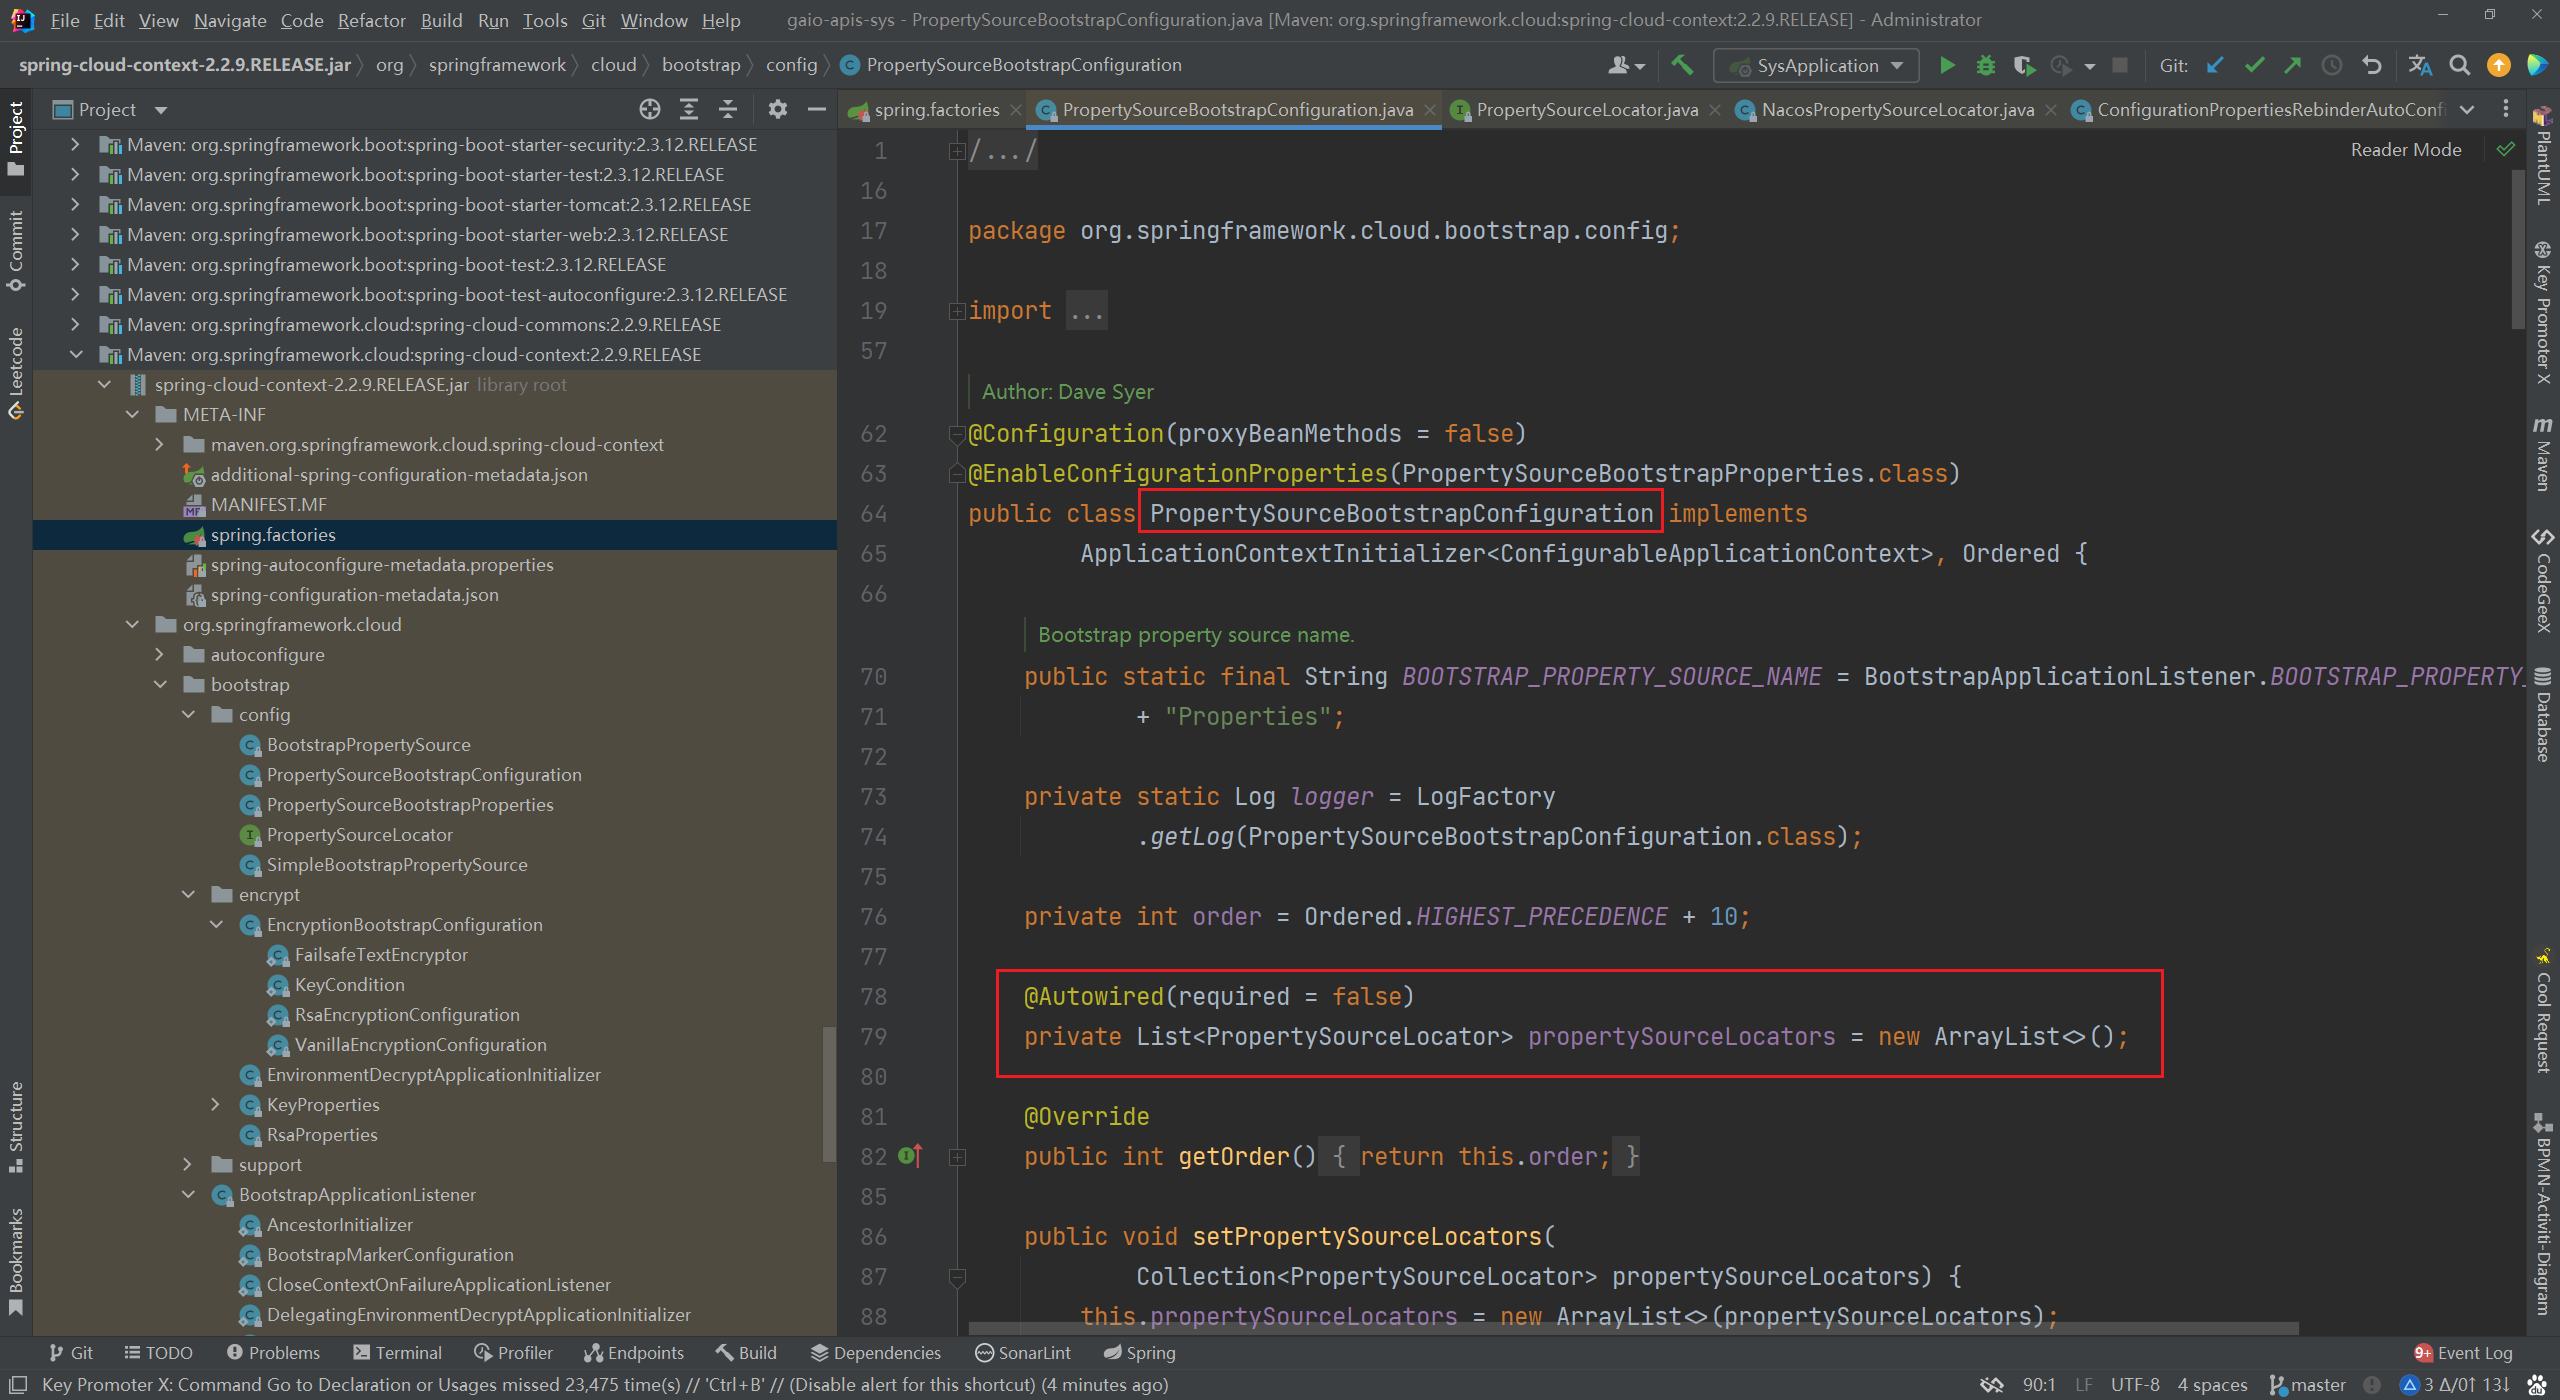 File Edit View Navigate Code Refactor Build Run Tools Git Window Help gaio-apis-sys - PropertySourceBootstrapConfiguration.java [Maven: org.springframework.cloud:spring-cloud-context:2.2.9.RELEASE] - Administrator
spring-cloud-context-2.2.9.RELEASE.jar org springframework cloud bootstrap config PropertySourceBootstrapConfiguration SysApplication Git:
Project
spring.factories PropertySourceBootstrapConfiguration.java PropertySourceLocator.java NacosPropertySourceLocator.java ConfigurationPropertiesRebinderAutoConfi
Project
Commit
Leetcode
Structure
Bookmarks
Maven: org.springframework.boot:spring-boot-starter-security:2.3.12.RELEASE
Maven: org.springframework.boot:spring-boot-starter-test:2.3.12.RELEASE
Maven: org.springframework.boot:spring-boot-starter-tomcat:2.3.12.RELEASE
Maven: org.springframework.boot:spring-boot-starter-web:2.3.12.RELEASE
Maven: org.springframework.boot:spring-boot-test:2.3.12.RELEASE
Maven: org.springframework.boot:spring-boot-test-autoconfigure:2.3.12.RELEASE
Maven: org.springframework.cloud:spring-cloud-commons:2.2.9.RELEASE
Maven: org.springframework.cloud:spring-cloud-context:2.2.9.RELEASE
spring-cloud-context-2.2.9.RELEASE.jar library root
META-INF
maven.org.springframework.cloud.spring-cloud-context
additional-spring-configuration-metadata.json
MANIFEST.MF
spring.factories
spring-autoconfigure-metadata.properties
spring-configuration-metadata.json
org.springframework.cloud
autoconfigure
bootstrap
config
BootstrapPropertySource
PropertySourceBootstrapConfiguration
PropertySourceBootstrapProperties
PropertySourceLocator
SimpleBootstrapPropertySource
encrypt
EncryptionBootstrapConfiguration
FailsafeTextEncryptor
KeyCondition
RsaEncryptionConfiguration
VanillaEncryptionConfiguration
EnvironmentDecryptApplicationInitializer
KeyProperties
RsaProperties
support
BootstrapApplicationListener
AncestorInitializer
BootstrapMarkerConfiguration
CloseContextOnFailureApplicationListener
DelegatingEnvironmentDecryptApplicationInitializer
Reader Mode
1 /.../
16
17 package org.springframework.cloud.bootstrap.config;
18
19 import ...
57
Author: Dave Syer
62 @Configuration(proxyBeanMethods = false)
63 @EnableConfigurationProperties(PropertySourceBootstrapProperties.class)
64 public class PropertySourceBootstrapConfiguration implements
65 ApplicationContextInitializer<ConfigurableApplicationContext>, Ordered {
66
Bootstrap property source name.
70 public static final String BOOTSTRAP_PROPERTY_SOURCE_NAME = BootstrapApplicationListener.BOOTSTRAP_PROPERTY_
71 + "Properties";
72
73 private static Log logger = LogFactory
74 .getLog(PropertySourceBootstrapConfiguration.class);
75
76 private int order = Ordered.HIGHEST_PRECEDENCE + 10;
77
78 @Autowired(required = false)
79 private List<PropertySourceLocator> propertySourceLocators = new ArrayList<>();
80
81 @Override
82 public int getOrder() { return this.order; }
85
86 public void setPropertySourceLocators(
87 Collection<PropertySourceLocator> propertySourceLocators) {
88 this.propertySourceLocators = new ArrayList<>(propertySourceLocators);
PlantUML
Key Promoter X
Maven
CodeGeeX
Database
Cool Request
BPMN-Activiti-Diagram
Git TODO Problems Terminal Profiler Endpoints Build Dependencies SonarLint Spring 9+ Event Log
Key Promoter X: Command Go to Declaration or Usages missed 23,475 time(s) // 'Ctrl+B' // (Disable alert for this shortcut) (4 minutes ago) 90:1 LF UTF-8 4 spaces master 3 Δ/0↑ 13↓